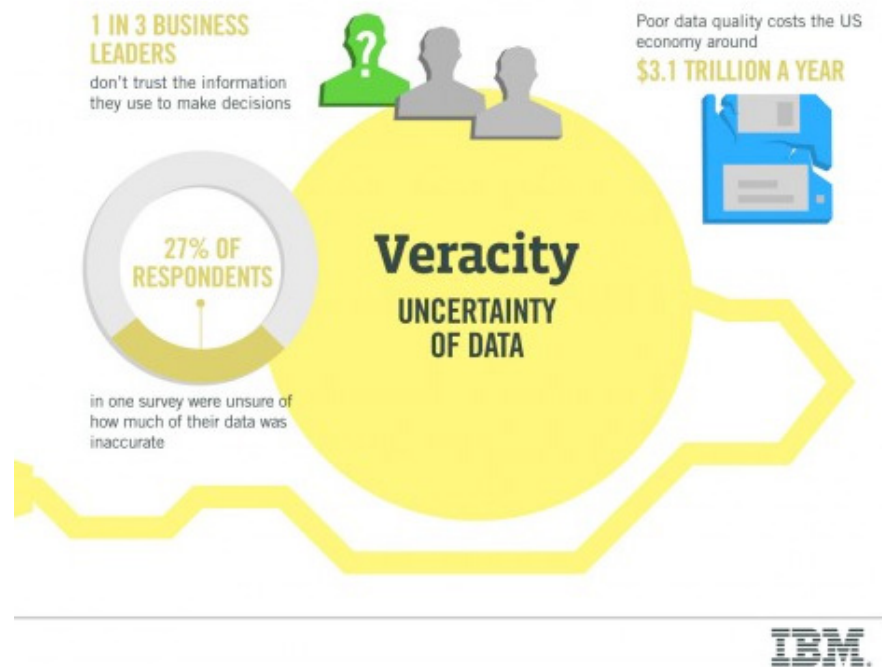 1 IN 3 BUSINESS
LEADERS
don't trust the information
they use to make decisions
?
Poor data quality costs the US
economy around
$3.1 TRILLION A YEAR
27% OF
RESPONDENTS
in one survey were unsure of
how much of their data was
inaccurate
Veracity
UNCERTAINTY
OF DATA
IBM.